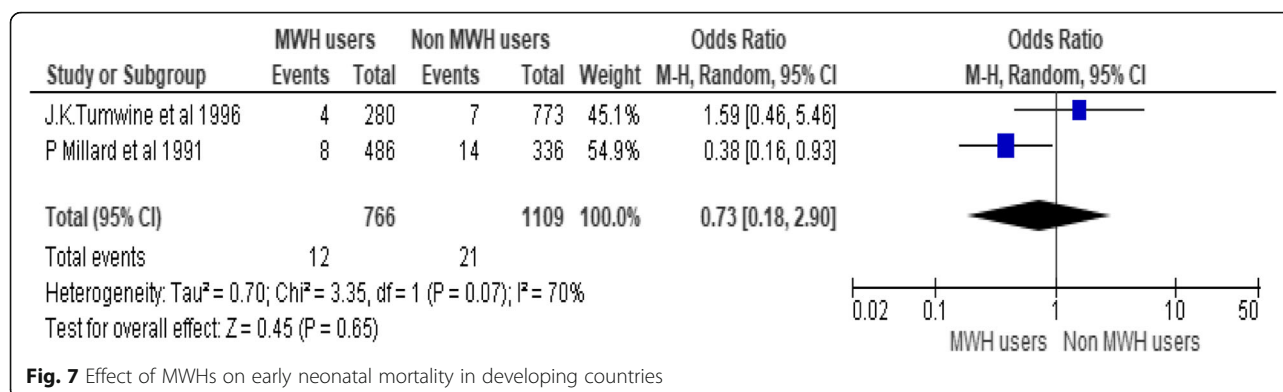 MWH users Non MWH users Odds Ratio Odds Ratio
Study or Subgroup Events Total Events Total Weight M-H, Random, 95% CI M-H, Random, 95% CI
J.K.Tumwine et al 1996 4 280 7 773 45.1% 1.59 [0.46, 5.46]
P Millard et al 1991 8 486 14 336 54.9% 0.38 [0.16, 0.93]
Total (95% CI) 766 1109 100.0% 0.73 [0.18, 2.90]
Total events 12 21
Heterogeneity: Tau² = 0.70; Chi² = 3.35, df = 1 (P = 0.07); I² = 70%
Test for overall effect: Z = 0.45 (P = 0.65)
0.02 0.1 1 10 50
MWH users Non MWH users
Fig. 7 Effect of MWHs on early neonatal mortality in developing countries